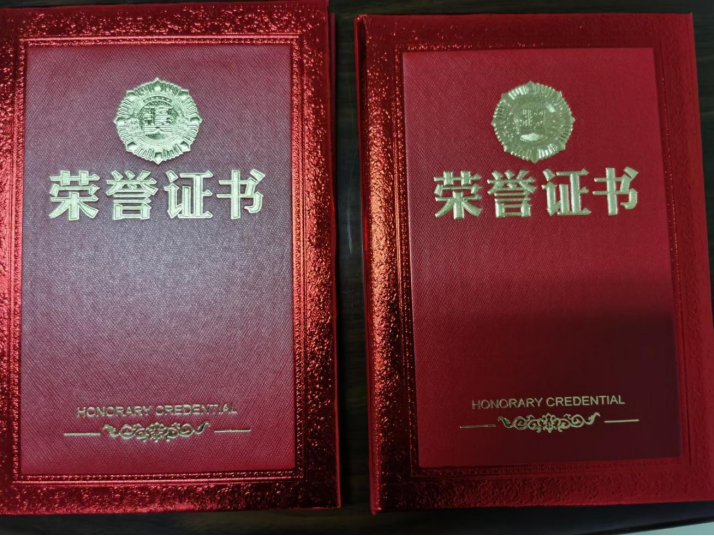 荣誉证书
HONORARY CREDENTIAL
荣誉证书
HONORARY CREDENTIAL